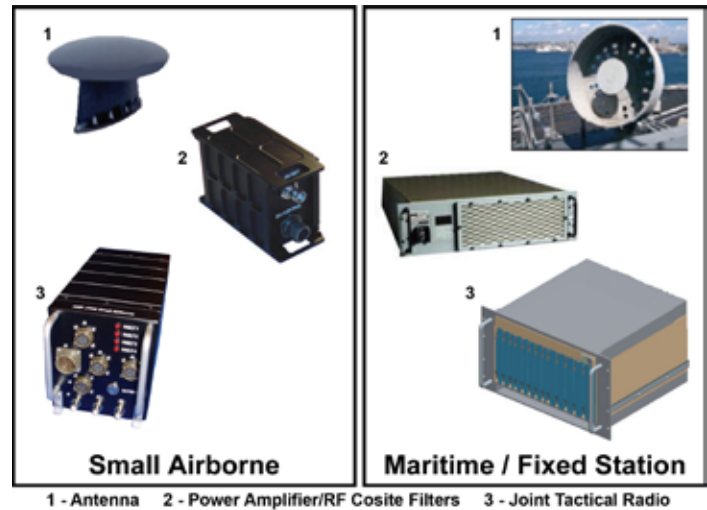 1
2
3
Small Airborne
1
2
3
Maritime / Fixed Station
1 - Antenna 2 - Power Amplifier/RF Cosite Filters 3 - Joint Tactical Radio